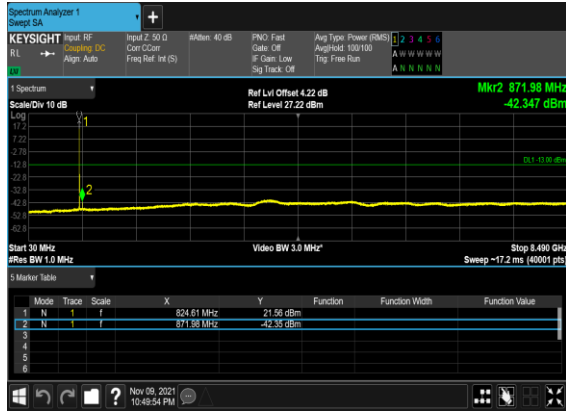 Spectrum Analyzer 1
Swept SA
+
KEYSIGHT Input: RF Input Z: 50 Ω #Atten: 40 dB PNO: Fast Avg Type: Power (RMS) 1 2 3 4 5 6
RL Coupling: DC Corr CCorr Gate: Off Avg|Hold: 100/100 A W W W W W
Align: Auto Freq Ref: Int (S) IF Gain: Low Trig: Free Run
Sig Track: Off A N N N N N
LXI
1 Spectrum Ref Lvl Offset 4.22 dB Mkr2 871.98 MHz
Scale/Div 10 dB Ref Level 27.22 dBm -42.347 dBm
Log
17.2
7.22
-2.78
-12.8
-22.8
-32.8
-42.8
-52.8
-62.8
1
2
DL1 -13.00 dBm
Start 30 MHz Video BW 3.0 MHz* Stop 8.490 GHz
#Res BW 1.0 MHz Sweep ~17.2 ms (40001 pts)
5 Marker Table
Mode Trace Scale X Y Function Function Width Function Value
1 N 1 f 824.61 MHz 21.56 dBm
2 N 1 f 871.98 MHz -42.35 dBm
3
4
5
6
? Nov 09, 2021
10:49:54 PM